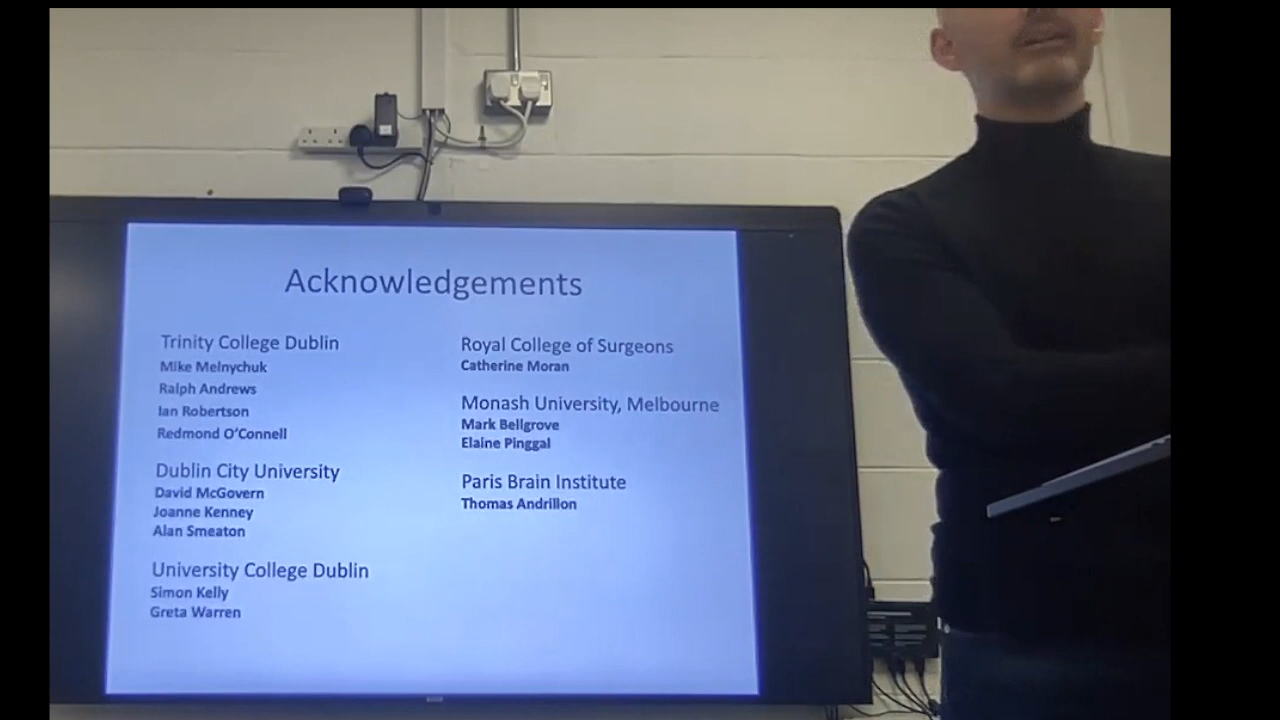 Acknowledgements
Trinity College Dublin
Mike Melnychuk
Ralph Andrews
Ian Robertson
Redmond O'Connell
Dublin City University
David McGovern
Joanne Kenney
Alan Smeaton
University College Dublin
Simon Kelly
Greta Warren
Royal College of Surgeons
Catherine Moran
Monash University, Melbourne
Mark Bellgrove
Elaine Pinggal
Paris Brain Institute
Thomas Andrillon